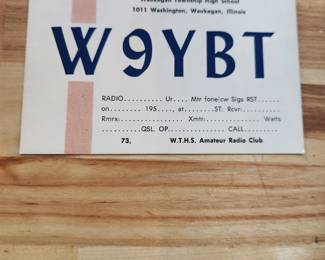 Waukegan Township High School
1011 Washington, Waukegan, Illinois
W9YBT
RADIO.......... Ur.... Mtr fone/cw Sigs RST......
on......... 195...., at.........ST. Rcvr:..........
Rmrx:................ Xmtr:.............. Watts
..........QSL. OP............ CALL..........
73, W.T.H.S. Amateur Radio Club